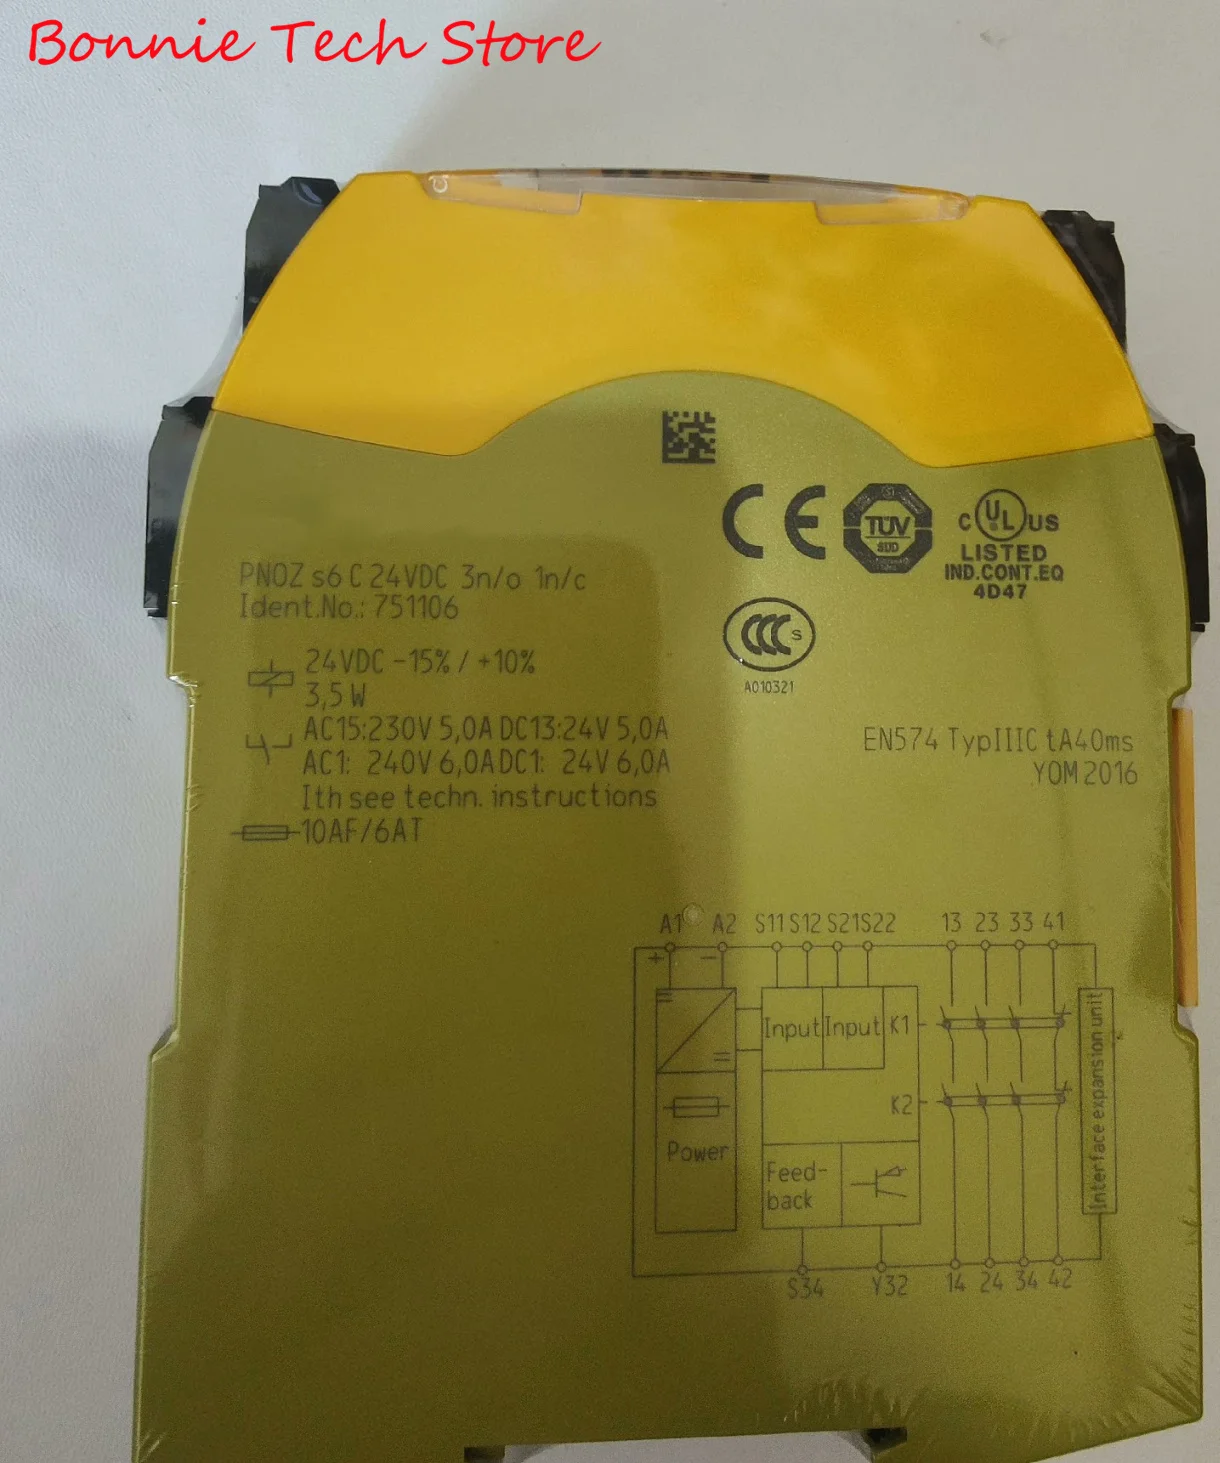 Bonnie Tech Store
CE
TÜV
SÜD
C UL US
LISTED
IND.CONT.EQ
4D47
PNOZ s6 C 24VDC 3n/o 1n/c
Ident.No.: 751106
CCC S
A010321
24VDC -15% / +10%
3,5 W
AC15:230V 5,0A DC13:24V 5,0A
AC1: 240V 6,0A DC1: 24V 6,0A
Ith see techn. instructions
10AF/6AT
EN574 TypIIIC tA40ms
YOM 2016
A1 A2 S11 S12 S21 S22 13 23 33 41
+ −
Input Input K1
K2
Power
Feed-
back
Interface expansion unit
S34 Y32 14 24 34 42